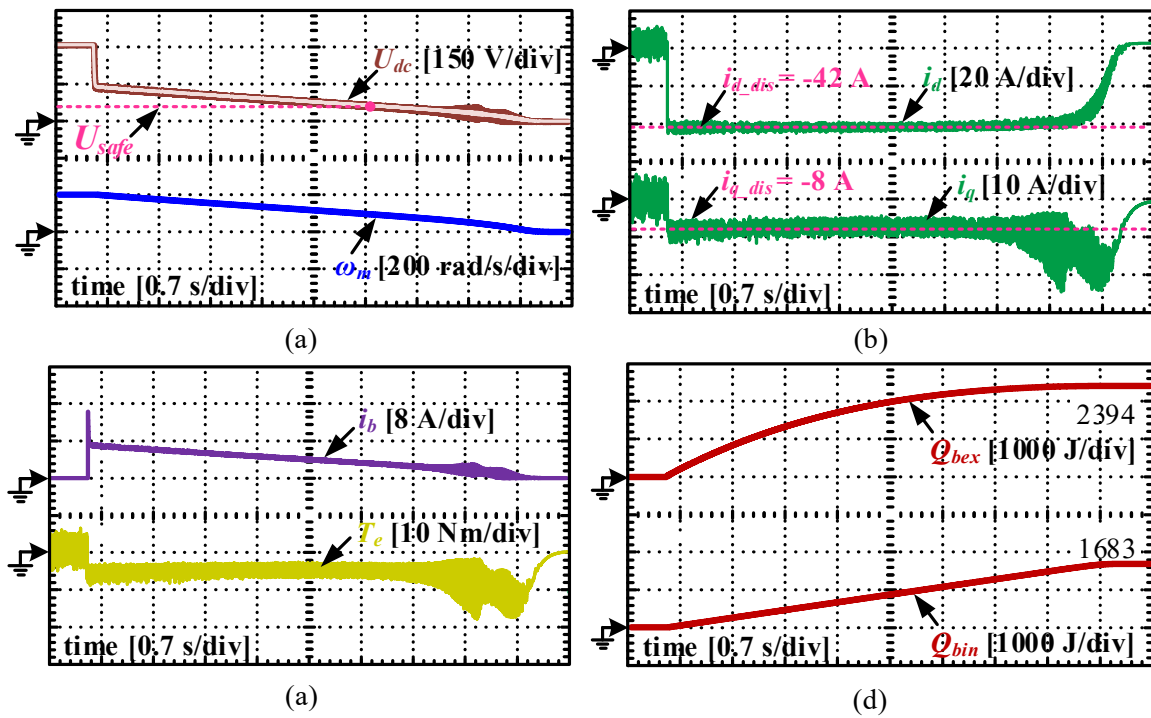 U_dc [150 V/div]
U_safe
ω_m [200 rad/s/div]
time [0.7 s/div]
(a)
i_d_dis = -42 A
i_d [20 A/div]
i_q_dis = -8 A
i_q [10 A/div]
time [0.7 s/div]
(b)
i_b [8 A/div]
T_e [10 Nm/div]
time [0.7 s/div]
(a)
2394
Q_bex [1000 J/div]
1683
Q_bin [1000 J/div]
time [0.7 s/div]
(d)